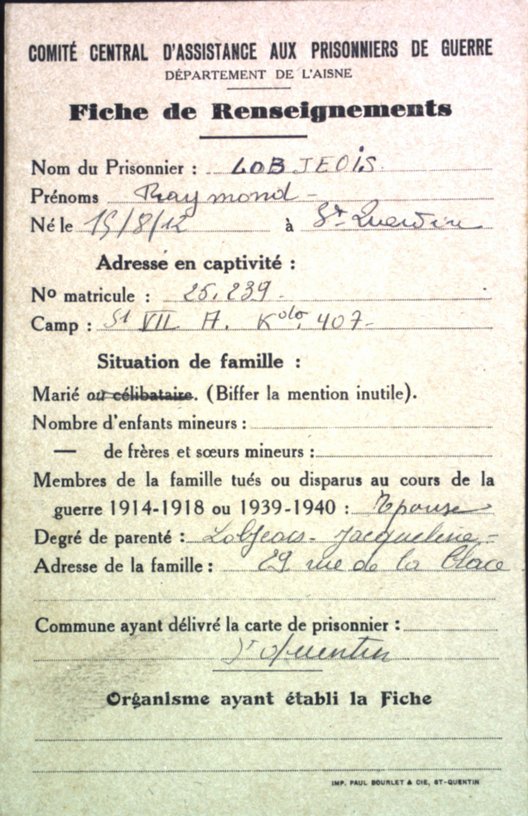 COMITÉ CENTRAL D'ASSISTANCE AUX PRISONNIERS DE GUERRE
DÉPARTEMENT DE L'AISNE
Fiche de Renseignements
Nom du Prisonnier : LOBJEOIS.
Prénoms Raymond -
Né le 15/8/12 à St Quentin
Adresse en captivité :
No matricule : 25.239.
Camp : St VII A. Kdo. 407-
Situation de famille :
Marié ou célibataire. (Biffer la mention inutile).
Nombre d'enfants mineurs :
— de frères et sœurs mineurs :
Membres de la famille tués ou disparus au cours de la
guerre 1914-1918 ou 1939-1940 : Epouse
Degré de parenté : Lobjeois - Jacqueline, -
Adresse de la famille : 29 rue de la
Commune ayant délivré la carte de prisonnier :
St Quentin
Organisme ayant établi la Fiche
IMP. PAUL BOURLET & CIE, ST-QUENTIN